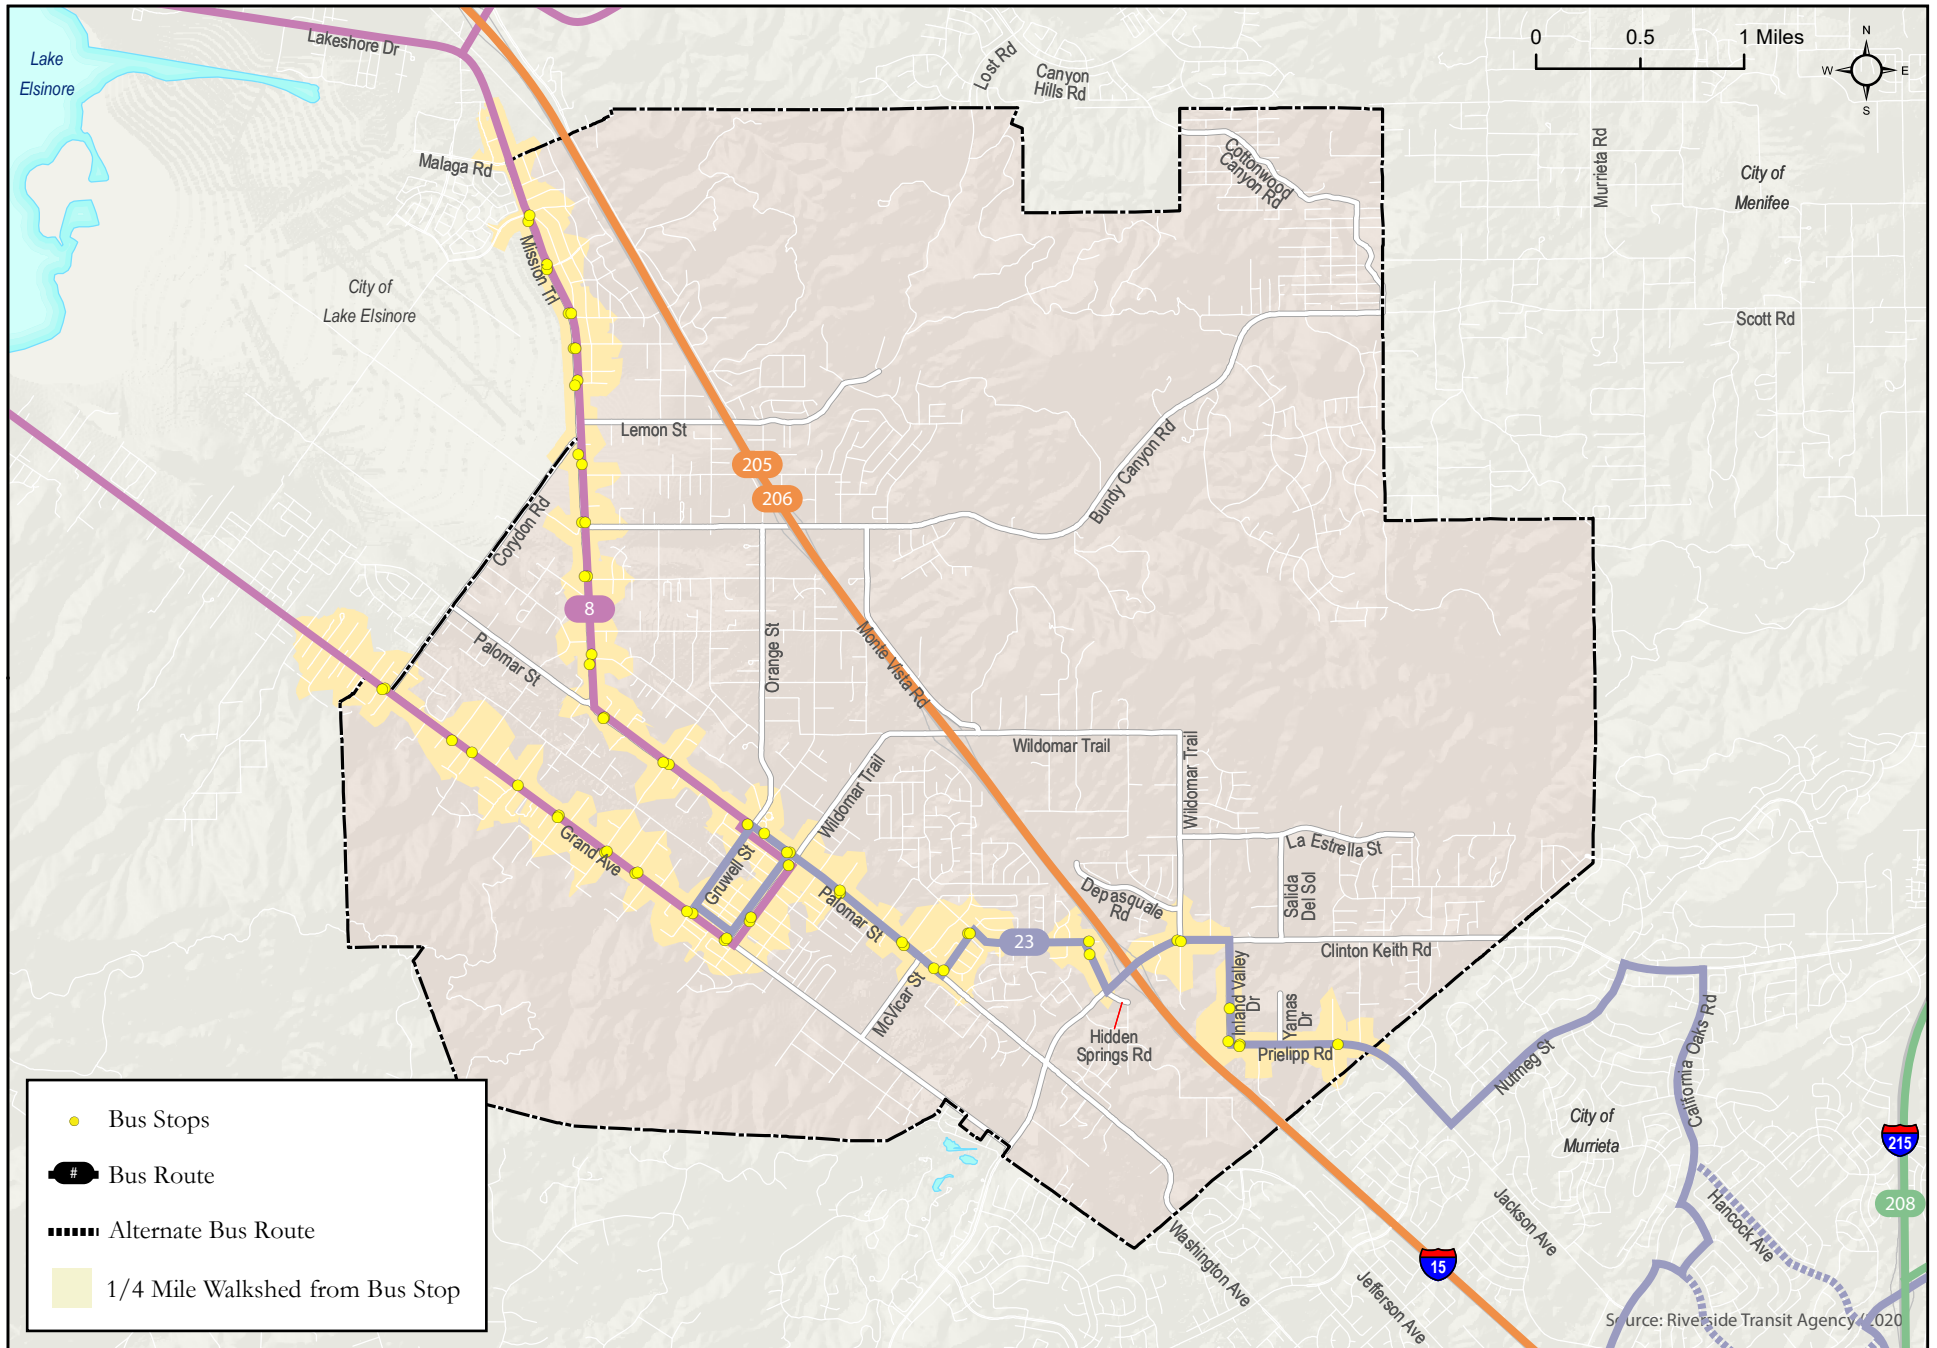 Lake
Elsinore
Lakeshore Dr
Lost Rd
Canyon
Hills Rd
0 0.5 1 Miles
N
W E
S
Malaga Rd
Cottonwood
Canyon Rd
Murrieta Rd
City of
Menifee
Mission Trl
City of
Lake Elsinore
Scott Rd
Lemon St
205
206
Bundy Canyon Rd
Corydon Rd
8
Palomar St
Orange St
Monte Vista Rd
Wildomar Trail
Wildomar Trail
Wildomar Trail
Grand Ave
Gruwell St
La Estrella St
Depasquale
Rd
Salida
Del Sol
Palomar St
23
Clinton Keith Rd
McVicar St
Inland Valley
Dr
Yamas
Dr
Hidden
Springs Rd
Prielipp Rd
Nutmeg St
California Oaks Rd
City of
Murrieta
215
208
Jackson Ave
Hancock Ave
Washington Ave
15
Jefferson Ave
Bus Stops
# Bus Route
Alternate Bus Route
1/4 Mile Walkshed from Bus Stop
Source: Riverside Transit Agency, 2020